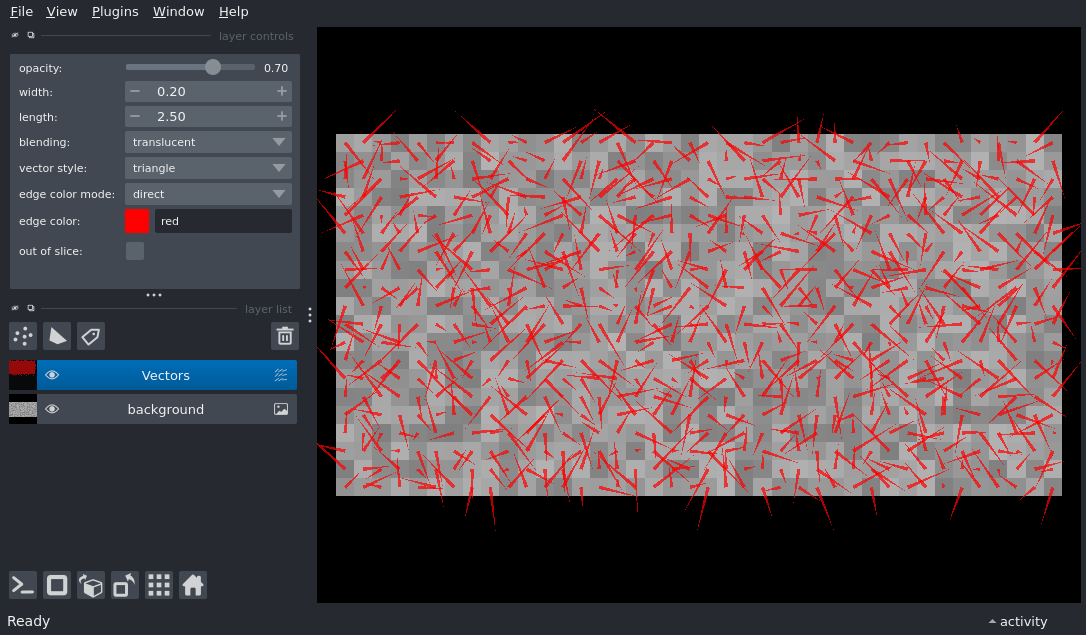 File View Plugins Window Help
layer controls
opacity: 0.70
width: 0.20
length: 2.50
blending: translucent
vector style: triangle
edge color mode: direct
edge color: red
out of slice:
layer list
Vectors
background
Ready
activity